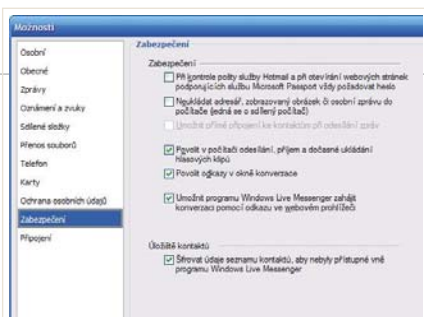 Možnosti
Osobní
Obecné
Zprávy
Oznámení a zvuky
Sdílené složky
Přenos souborů
Telefon
Karty
Ochrana osobních údajů
Zabezpečení
Připojení
Zabezpečení
Zabezpečení
Při kontrole pošty služby Hotmail a při otevírání webových stránek
podporujících službu Microsoft Passport vždy požadovat heslo
Neukládat adresář, zobrazovaný obrázek či osobní zprávu do
počítače (jedná se o sdílený počítač)
Umožnit přímé připojení ke kontaktům při odesílání zpráv
Povolit v počítači odesílání, příjem a dočasné ukládání
hlasových klipů
Povolit odkazy v okně konverzace
Umožnit programu Windows Live Messenger zahájit
konverzaci pomocí odkazu ve webovém prohlížeči
Úložiště kontaktů
Šifrovat údaje seznamu kontaktů, aby nebyly přístupné vně
programu Windows Live Messenger